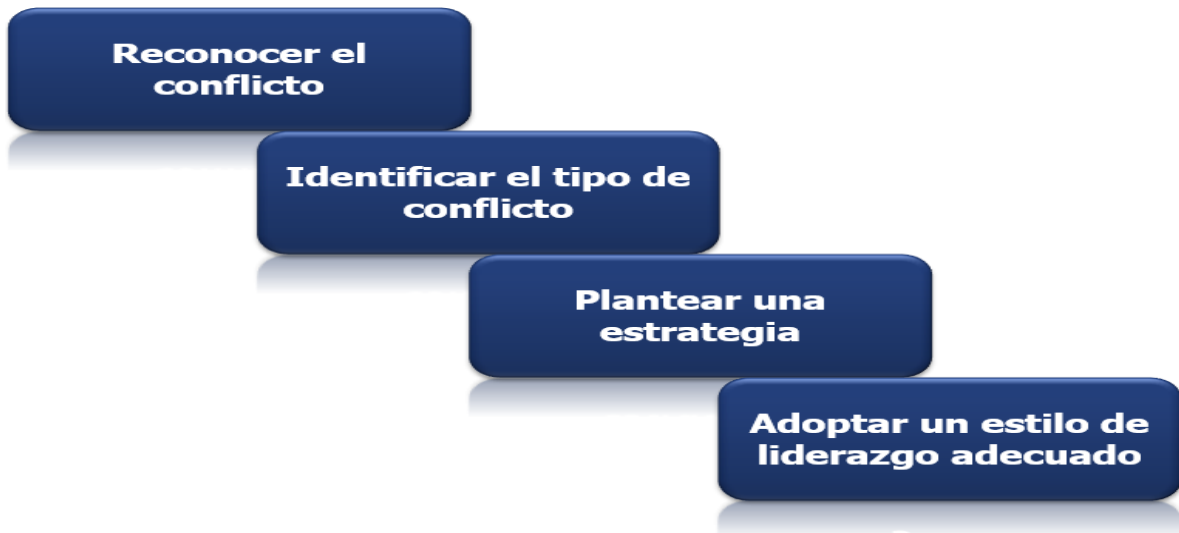 Reconocer el
conflicto
Identificar el tipo de
conflicto
Plantear una
estrategia
Adoptar un estilo de
liderazgo adecuado